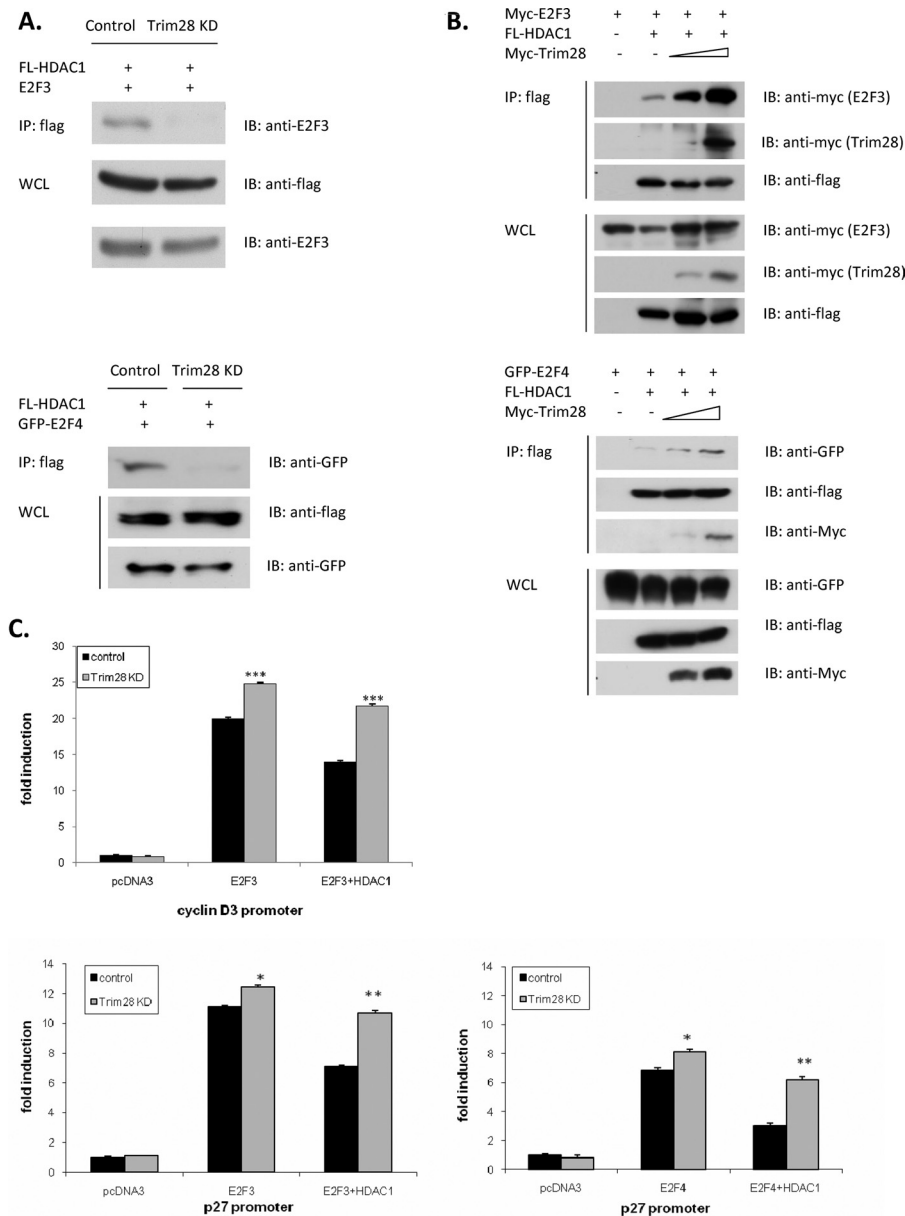 A.
Control Trim28 KD
FL-HDAC1 + +
E2F3 + +
IP: flag IB: anti-E2F3
WCL IB: anti-flag
IB: anti-E2F3
Control Trim28 KD
FL-HDAC1 + +
GFP-E2F4 + +
IP: flag IB: anti-GFP
WCL IB: anti-flag
IB: anti-GFP
B.
Myc-E2F3 + + + +
FL-HDAC1 - + + +
Myc-Trim28 - -
IP: flag IB: anti-myc (E2F3)
IB: anti-myc (Trim28)
IB: anti-flag
WCL IB: anti-myc (E2F3)
IB: anti-myc (Trim28)
IB: anti-flag
GFP-E2F4 + + + +
FL-HDAC1 - + + +
Myc-Trim28 - -
IP: flag IB: anti-GFP
IB: anti-flag
IB: anti-Myc
WCL IB: anti-GFP
IB: anti-flag
IB: anti-Myc
C.
control
Trim28 KD
fold induction
30
25
20
15
10
5
0
*** ***
pcDNA3 E2F3 E2F3+HDAC1
cyclin D3 promoter
control
Trim28 KD
fold induction
14
12
10
8
6
4
2
0
* **
pcDNA3 E2F3 E2F3+HDAC1
p27 promoter
control
Trim28 KD
fold induction
14
12
10
8
6
4
2
0
* **
pcDNA3 E2F4 E2F4+HDAC1
p27 promoter